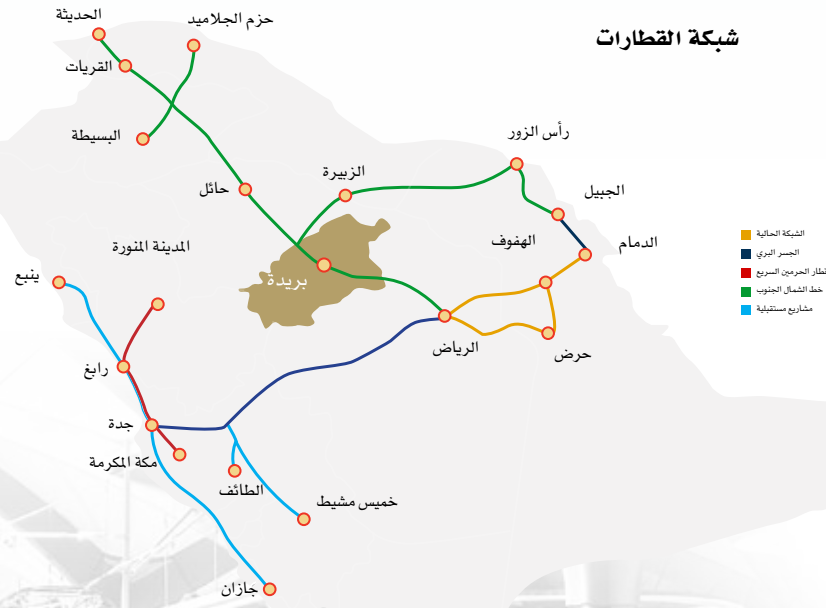 شبكة القطارات
الحديثة
حزم الجلاميد
القريات
البسيطة
رأس الزور
الزبيرة
حائل
الجبيل
المدينة المنورة
الهفوف
الدمام
ينبع
بريدة
الرياض
حرض
رابغ
جدة
مكة المكرمة
الطائف
خميس مشيط
جازان
الشبكة الحالية
الجسر البري
قطار الحرمين السريع
خط الشمال الجنوب
مشاريع مستقبلية